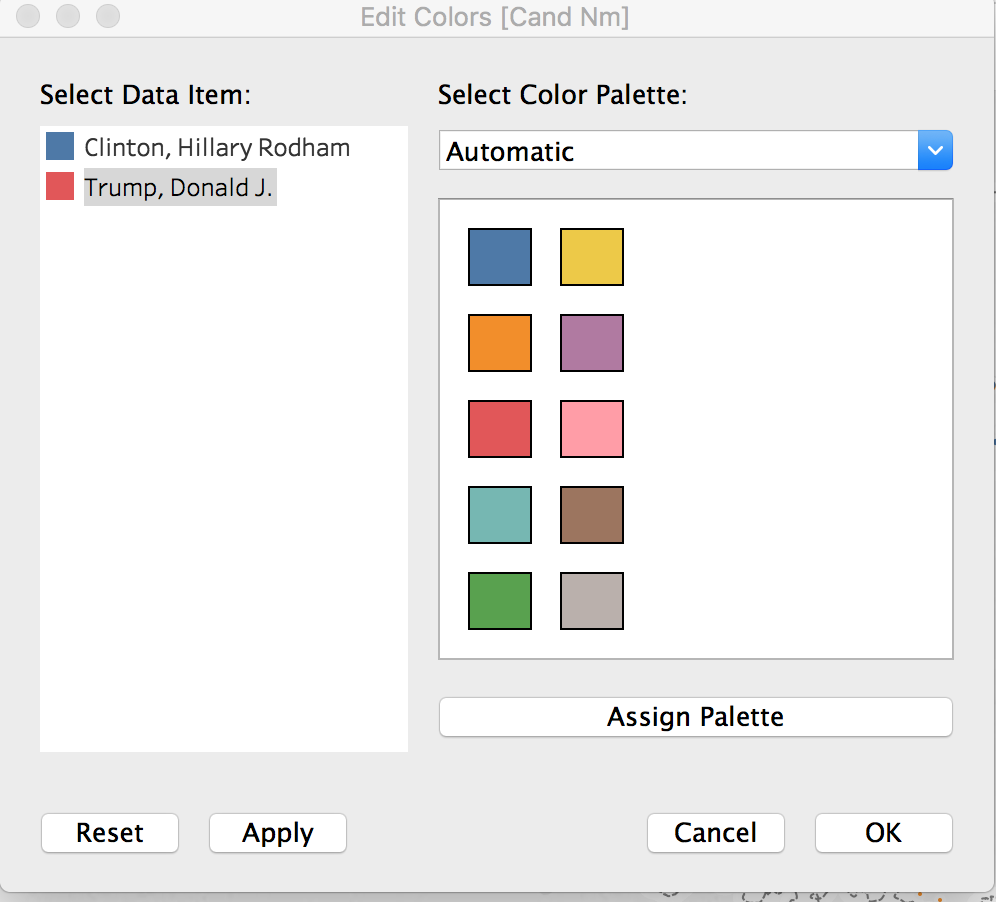 Edit Colors [Cand Nm]
Select Data Item:
Clinton, Hillary Rodham
Trump, Donald J.
Select Color Palette:
Automatic
Assign Palette
Reset
Apply
Cancel
OK